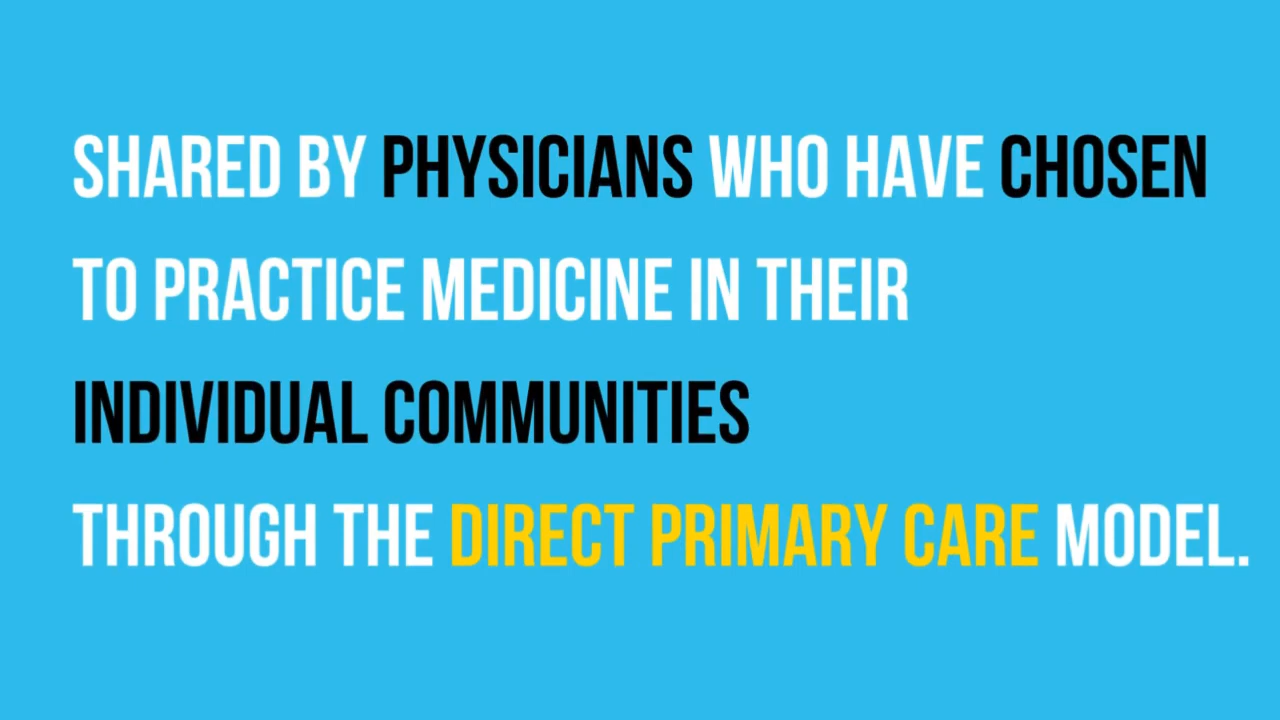 SHARED BY PHYSICIANS WHO HAVE CHOSEN
TO PRACTICE MEDICINE IN THEIR
INDIVIDUAL COMMUNITIES
THROUGH THE DIRECT PRIMARY CARE MODEL.